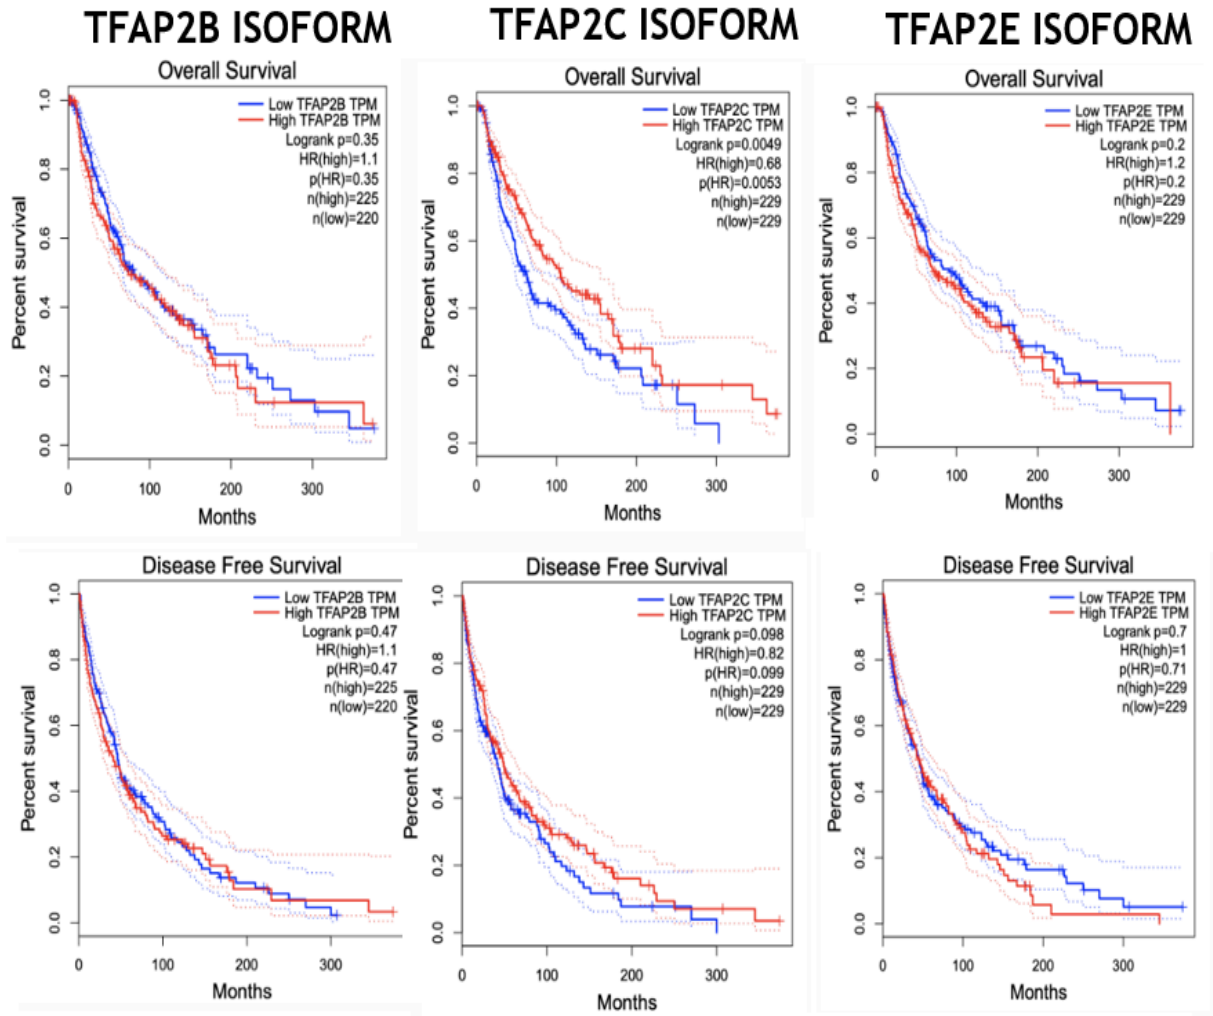 TFAP2B ISOFORM
TFAP2C ISOFORM
TFAP2E ISOFORM
Overall Survival
Low TFAP2B TPM
High TFAP2B TPM
Logrank p=0.35
HR(high)=1.1
p(HR)=0.35
n(high)=225
n(low)=220
Percent survival
1.0
0.8
0.6
0.4
0.2
0.0
0 100 200 300
Months
Overall Survival
Low TFAP2C TPM
High TFAP2C TPM
Logrank p=0.0049
HR(high)=0.68
p(HR)=0.0053
n(high)=229
n(low)=229
Percent survival
1.0
0.8
0.6
0.4
0.2
0.0
0 100 200 300
Months
Overall Survival
Low TFAP2E TPM
High TFAP2E TPM
Logrank p=0.2
HR(high)=1.2
p(HR)=0.2
n(high)=229
n(low)=229
Percent survival
1.0
0.8
0.6
0.4
0.2
0.0
0 100 200 300
Months
Disease Free Survival
Low TFAP2B TPM
High TFAP2B TPM
Logrank p=0.47
HR(high)=1.1
p(HR)=0.47
n(high)=225
n(low)=220
Percent survival
1.0
0.8
0.6
0.4
0.2
0.0
0 100 200 300
Months
Disease Free Survival
Low TFAP2C TPM
High TFAP2C TPM
Logrank p=0.098
HR(high)=0.82
p(HR)=0.099
n(high)=229
n(low)=229
Percent survival
1.0
0.8
0.6
0.4
0.2
0.0
0 100 200 300
Months
Disease Free Survival
Low TFAP2E TPM
High TFAP2E TPM
Logrank p=0.7
HR(high)=1
p(HR)=0.71
n(high)=229
n(low)=229
Percent survival
1.0
0.8
0.6
0.4
0.2
0.0
0 100 200 300
Months